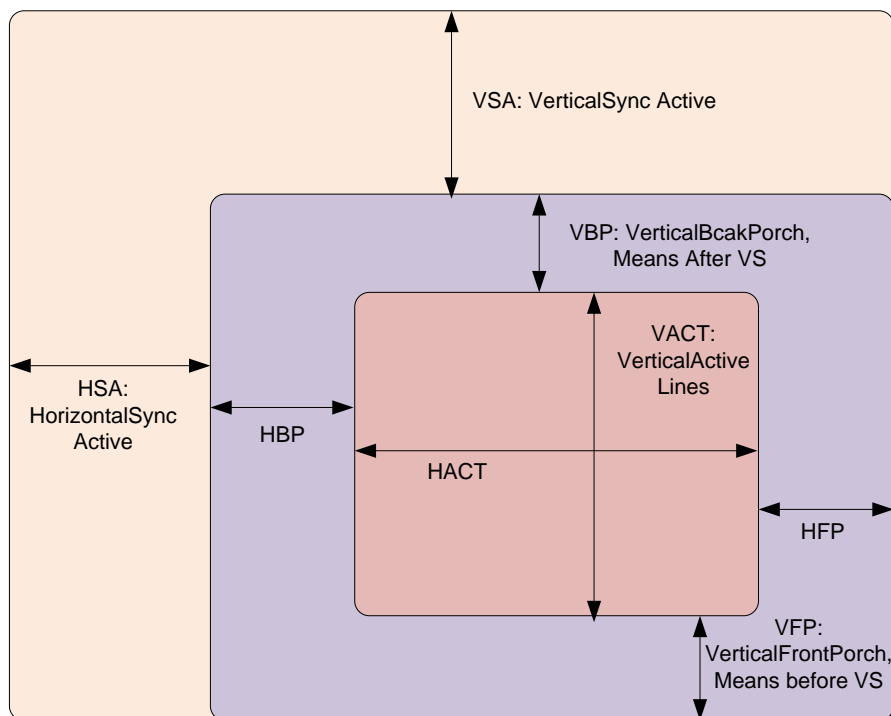 VSA: VerticalSync Active
VBP: VerticalBcakPorch,
Means After VS
VACT:
VerticalActive
Lines
HSA:
HorizontalSync
Active
HBP
HACT
HFP
VFP:
VerticalFrontPorch,
Means before VS